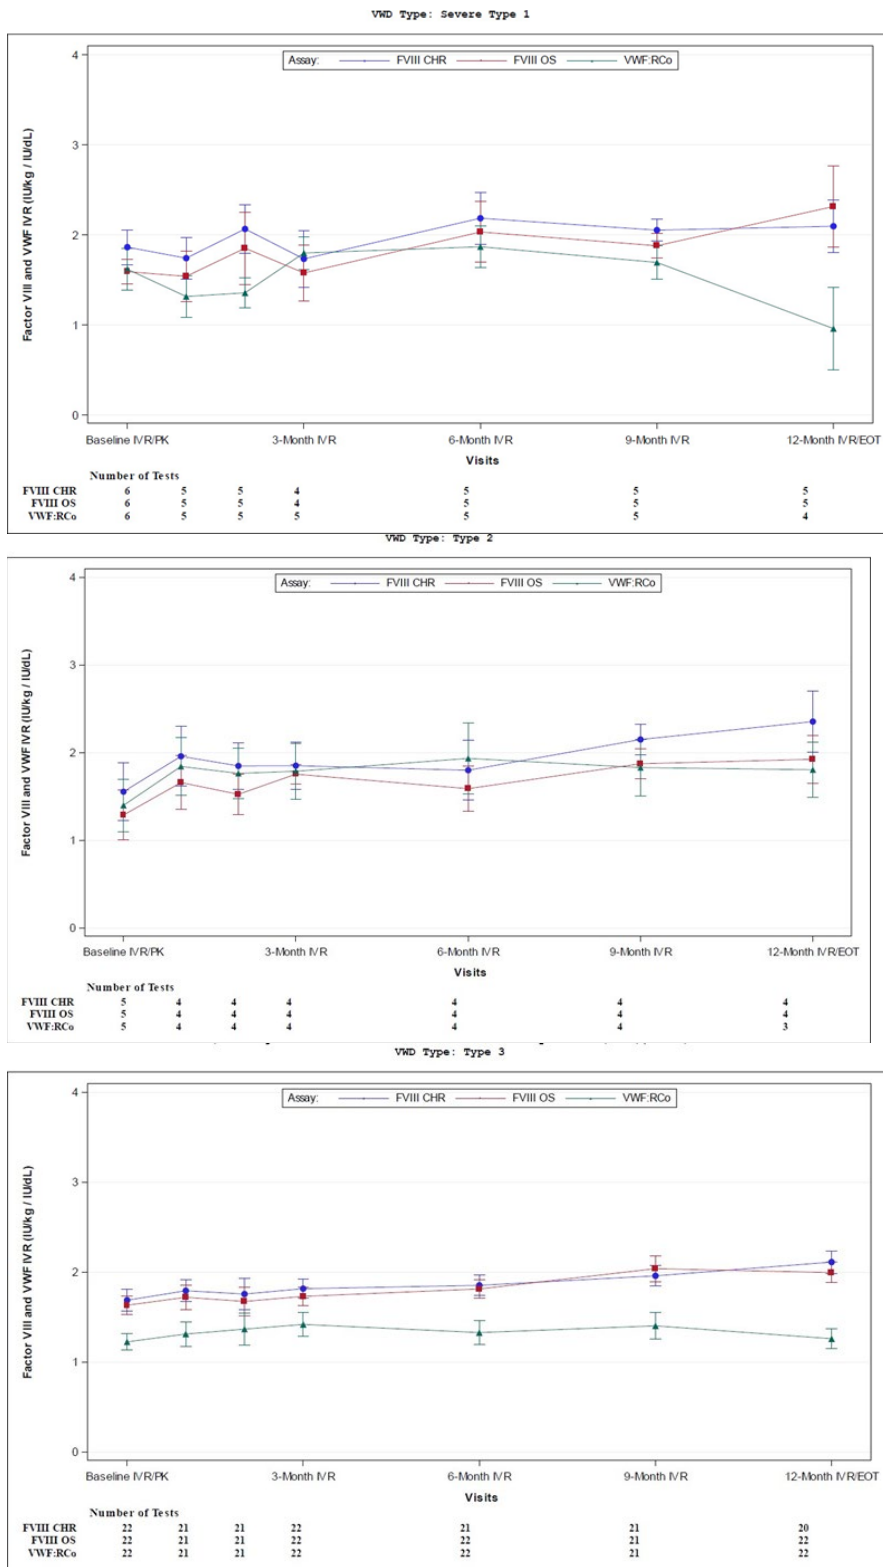 VWD Type: Severe Type 1
Assay: FVIII CHR FVIII OS VWF:RCo
Factor VIII and VWF IVR (IU/kg / IU/dL)
4
3
2
1
0
Baseline IVR/PK 3-Month IVR 6-Month IVR 9-Month IVR 12-Month IVR/EOT
Visits
Number of Tests
FVIII CHR 6 5 5 4 5 5 5
FVIII OS 6 5 5 4 5 5 5
VWF:RCo 6 5 5 5 5 5 4
VWD Type: Type 2
Assay: FVIII CHR FVIII OS VWF:RCo
Factor VIII and VWF IVR (IU/kg / IU/dL)
4
3
2
1
0
Baseline IVR/PK 3-Month IVR 6-Month IVR 9-Month IVR 12-Month IVR/EOT
Visits
Number of Tests
FVIII CHR 5 4 4 4 4 4 4
FVIII OS 5 4 4 4 4 4 4
VWF:RCo 5 4 4 4 4 4 3
VWD Type: Type 3
Assay: FVIII CHR FVIII OS VWF:RCo
Factor VIII and VWF IVR (IU/kg / IU/dL)
4
3
2
1
0
Baseline IVR/PK 3-Month IVR 6-Month IVR 9-Month IVR 12-Month IVR/EOT
Visits
Number of Tests
FVIII CHR 22 21 21 22 21 21 20
FVIII OS 22 21 21 22 22 21 22
VWF:RCo 22 21 21 22 22 21 22